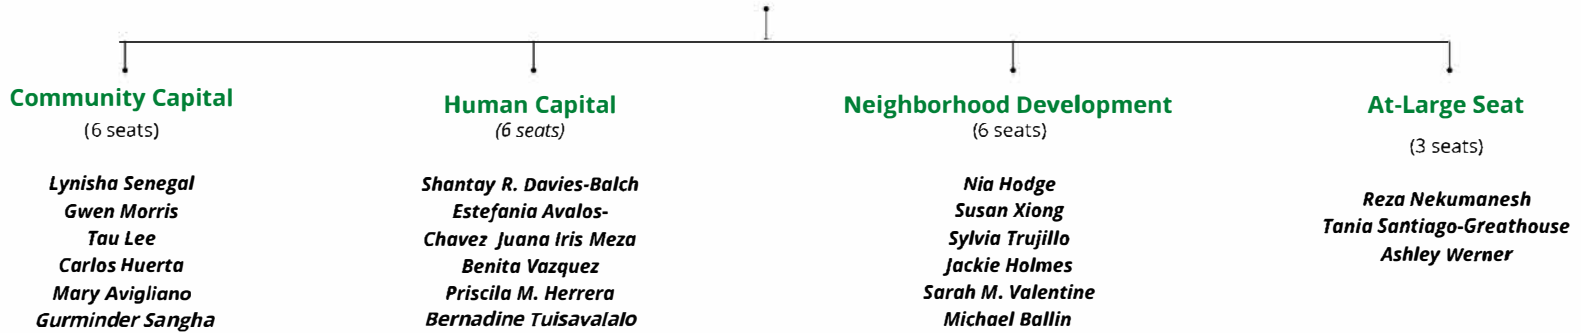 Community Capital
(6 seats)
Lynisha Senegal
Gwen Morris
Tau Lee
Carlos Huerta
Mary Avigliano
Gurminder Sangha
Human Capital
(6 seats)
Shantay R. Davies-Balch
Estefania Avalos-
Chavez Juana Iris Meza
Benita Vazquez
Priscila M. Herrera
Bernadine Tuisavalalo
Neighborhood Development
(6 seats)
Nia Hodge
Susan Xiong
Sylvia Trujillo
Jackie Holmes
Sarah M. Valentine
Michael Ballin
At-Large Seat
(3 seats)
Reza Nekumanesh
Tania Santiago-Greathouse
Ashley Werner